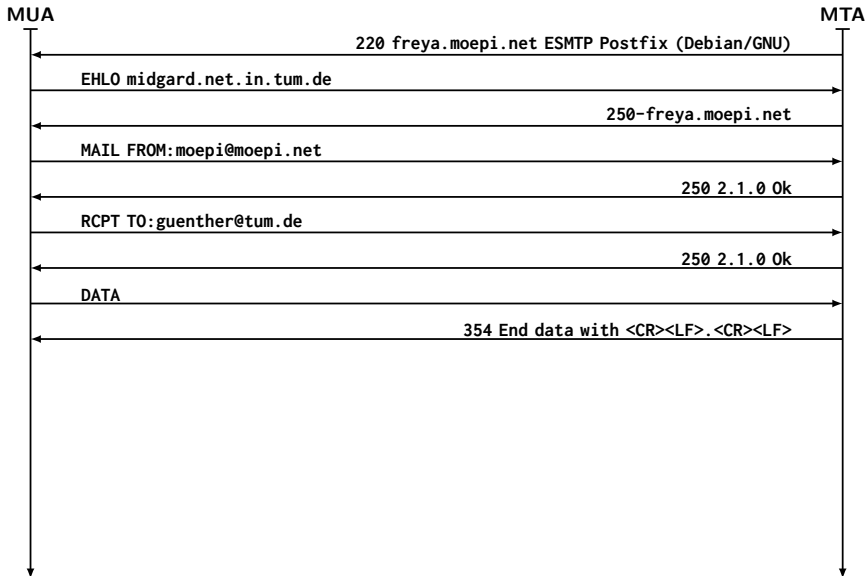 MUA
MTA
220 freya.moepi.net ESMTP Postfix (Debian/GNU)
EHLO midgard.net.in.tum.de
250-freya.moepi.net
MAIL FROM:moepi@moepi.net
250 2.1.0 Ok
RCPT TO:guenther@tum.de
250 2.1.0 Ok
DATA
354 End data with <CR><LF>.<CR><LF>